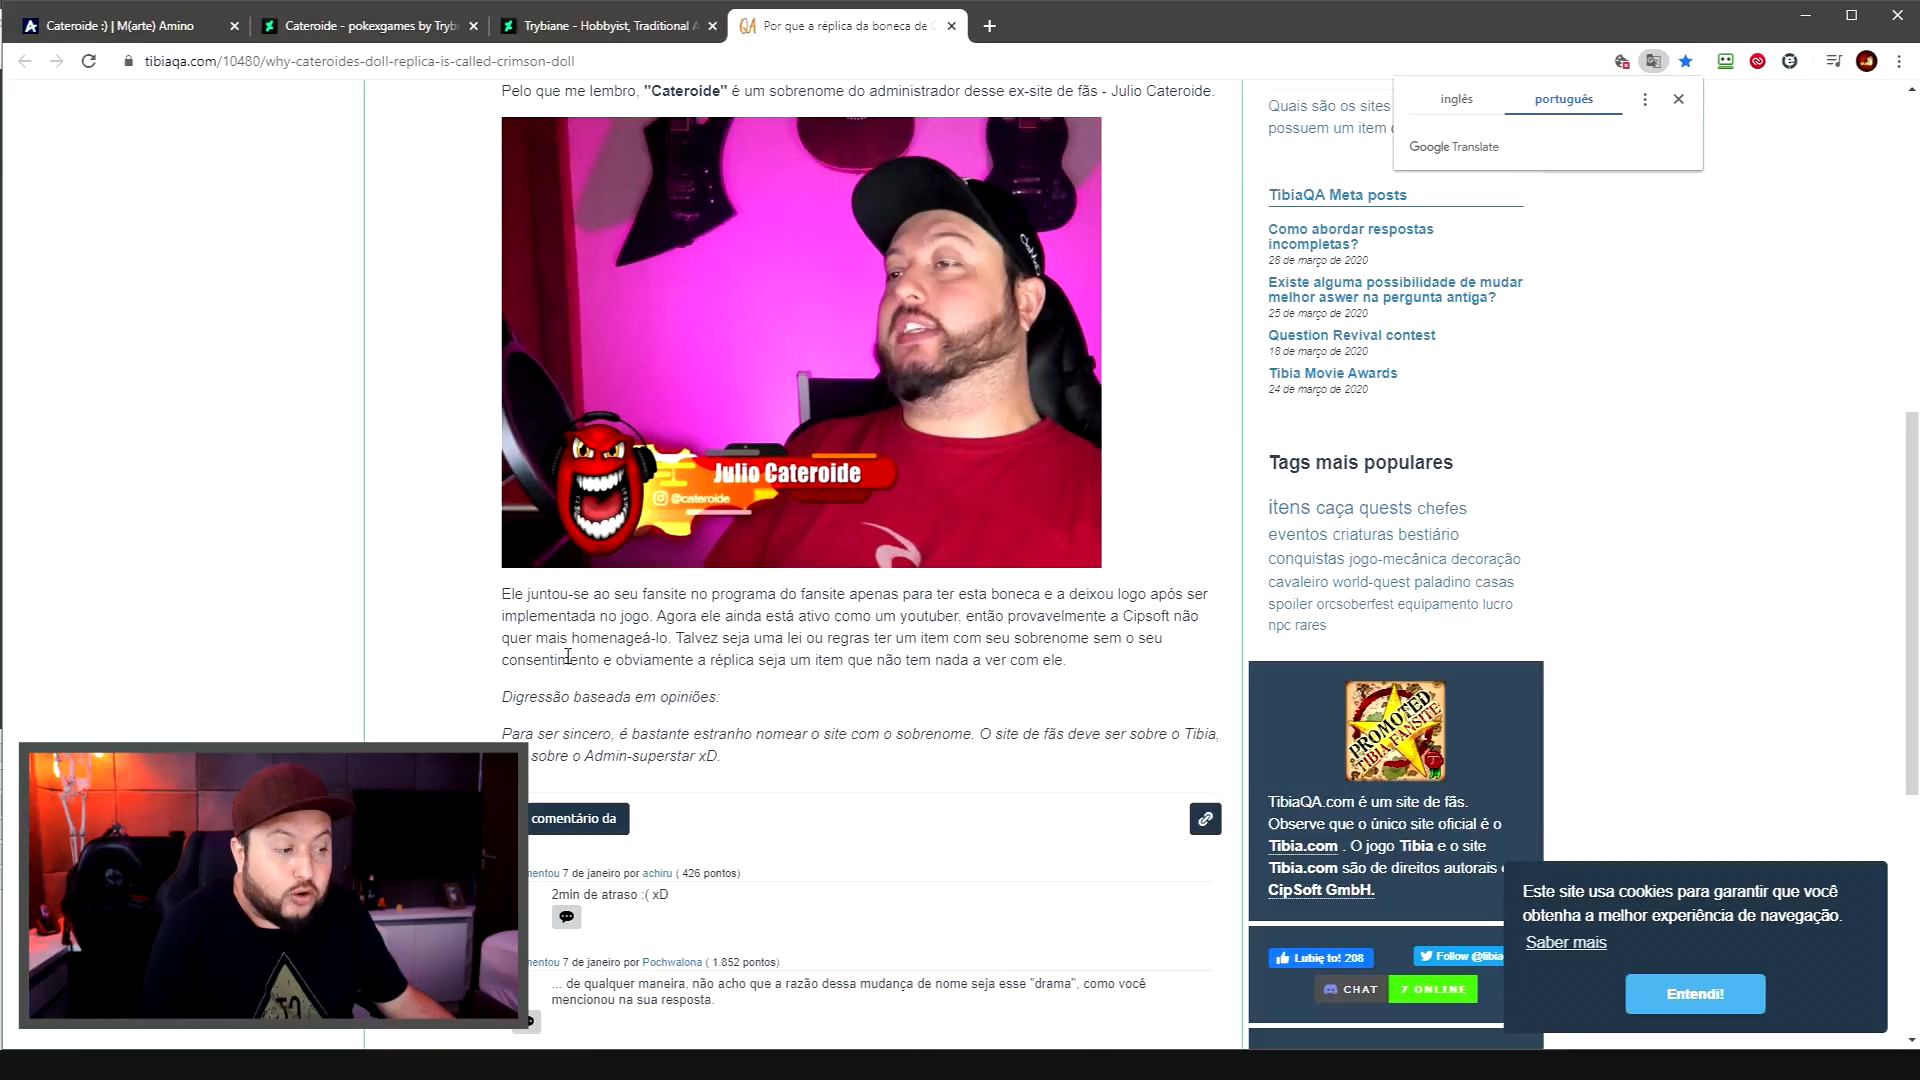 Cateroide :) | M(arte) Amino
Cateroide - pokexgames by Tryb
Trybiane - Hobbyist, Traditional A
Por que a réplica da boneca de C
tibiaqa.com/10480/why-cateroides-doll-replica-is-called-crimson-doll
inglês
português
Google Translate
Pelo que me lembro, "Cateroide" é um sobrenome do administrador desse ex-site de fãs - Julio Cateroide.
Julio Cateroide
@cateroide
Ele juntou-se ao seu fansite no programa do fansite apenas para ter esta boneca e a deixou logo após ser
implementada no jogo. Agora ele ainda está ativo como um youtuber, então provavelmente a Cipsoft não
quer mais homenageá-lo. Talvez seja uma lei ou regras ter um item com seu sobrenome sem o seu
consentimento e obviamente a réplica seja um item que não tem nada a ver com ele.
Digressão baseada em opiniões:
Para ser sincero, é bastante estranho nomear o site com o sobrenome. O site de fãs deve ser sobre o Tibia,
sobre o Admin-superstar xD.
comentário da
mentou 7 de janeiro por achiru ( 426 pontos)
2min de atraso :( xD
mentou 7 de janeiro por Pochwalona ( 1.852 pontos)
... de qualquer maneira, não acho que a razão dessa mudança de nome seja esse "drama", como você
mencionou na sua resposta.
Quais são os sites
possuem um item
TibiaQA Meta posts
Como abordar respostas
incompletas?
28 de março de 2020
Existe alguma possibilidade de mudar
melhor aswer na pergunta antiga?
25 de março de 2020
Question Revival contest
18 de março de 2020
Tibia Movie Awards
24 de março de 2020
Tags mais populares
itens caça quests chefes
eventos criaturas bestiário
conquistas jogo-mecânica decoração
cavaleiro world-quest paladino casas
spoiler orcsoberfest equipamento lucro
npc rares
PROMOTED
TIBIA FANSITE
TibiaQA.com é um site de fãs.
Observe que o único site oficial é o
Tibia.com . O jogo Tibia e o site
Tibia.com são de direitos autorais
CipSoft GmbH.
Lubię to! 208
Follow @tibia
CHAT 7 ONLINE
Este site usa cookies para garantir que você
obtenha a melhor experiência de navegação.
Saber mais
Entendi!